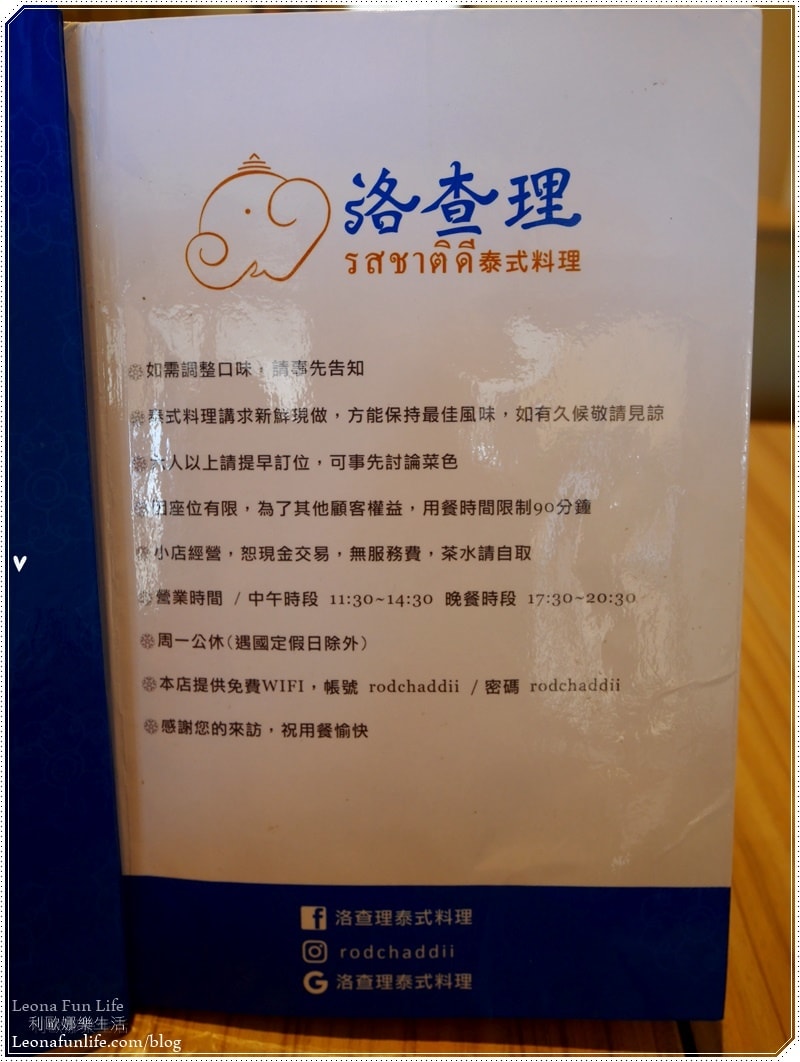 洛查理
รสชาติดี泰式料理
如需調整口味，請事先告知
泰式料理講求新鮮現做，方能保持最佳風味，如有久候敬請見諒
六人以上請提早訂位，可事先討論菜色
因座位有限，為了其他顧客權益，用餐時間限制90分鐘
小店經營，恕現金交易，無服務費，茶水請自取
營業時間 / 中午時段 11:30~14:30 晚餐時段 17:30~20:30
周一公休（遇國定假日除外）
本店提供免費WIFI，帳號 rodchaddii / 密碼 rodchaddii
感謝您的來訪，祝用餐愉快
洛查理泰式料理
rodchaddii
洛查理泰式料理
Leona Fun Life
利歐娜樂生活
Leonafunlife.com/blog